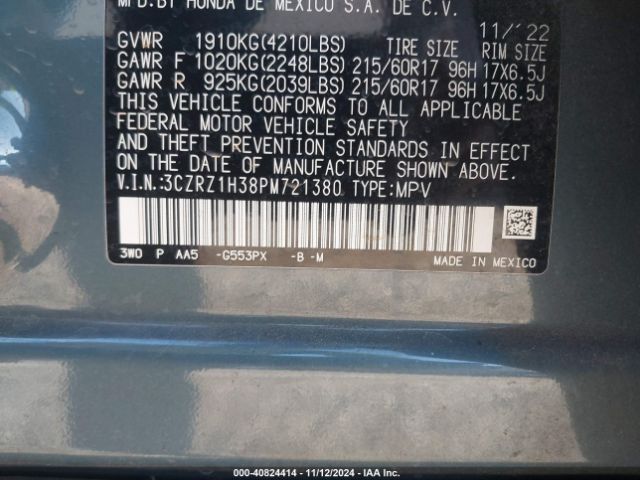 MFD.BY HONDA DE MEXICO S.A. DE C.V.
11/'22
GVWR 1910KG(4210LBS) TIRE SIZE RIM SIZE
GAWR F 1020KG(2248LBS) 215/60R17 96H 17X6.5J
GAWR R 925KG(2039LBS) 215/60R17 96H 17X6.5J
THIS VEHICLE CONFORMS TO ALL APPLICABLE
FEDERAL MOTOR VEHICLE SAFETY
AND THEFT PREVENTION STANDARDS IN EFFECT
ON THE DATE OF MANUFACTURE SHOWN ABOVE.
V.I.N.:3CZRZ1H38PM721380 TYPE:MPV
3W0 P AA5 -G553PX -B -M MADE IN MEXICO
000-40824414 - 11/12/2024 - IAA Inc.